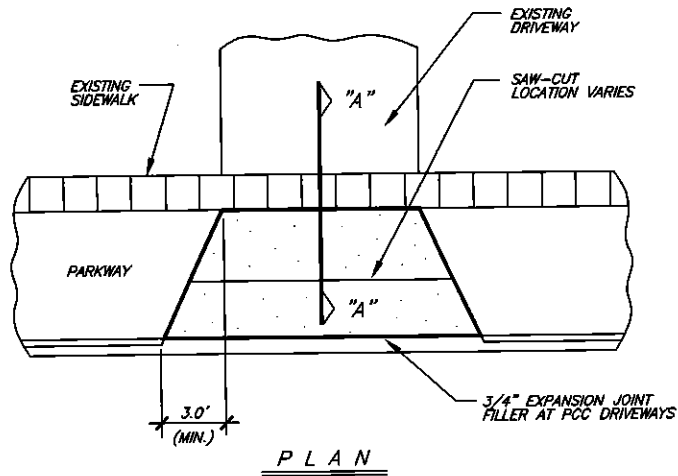 EXISTING
DRIVEWAY
EXISTING
SIDEWALK
"A"
SAW-CUT
LOCATION VARIES
PARKWAY
"A"
3.0'
(MIN.)
3/4" EXPANSION JOINT
FILLER AT PCC DRIVEWAYS
PLAN